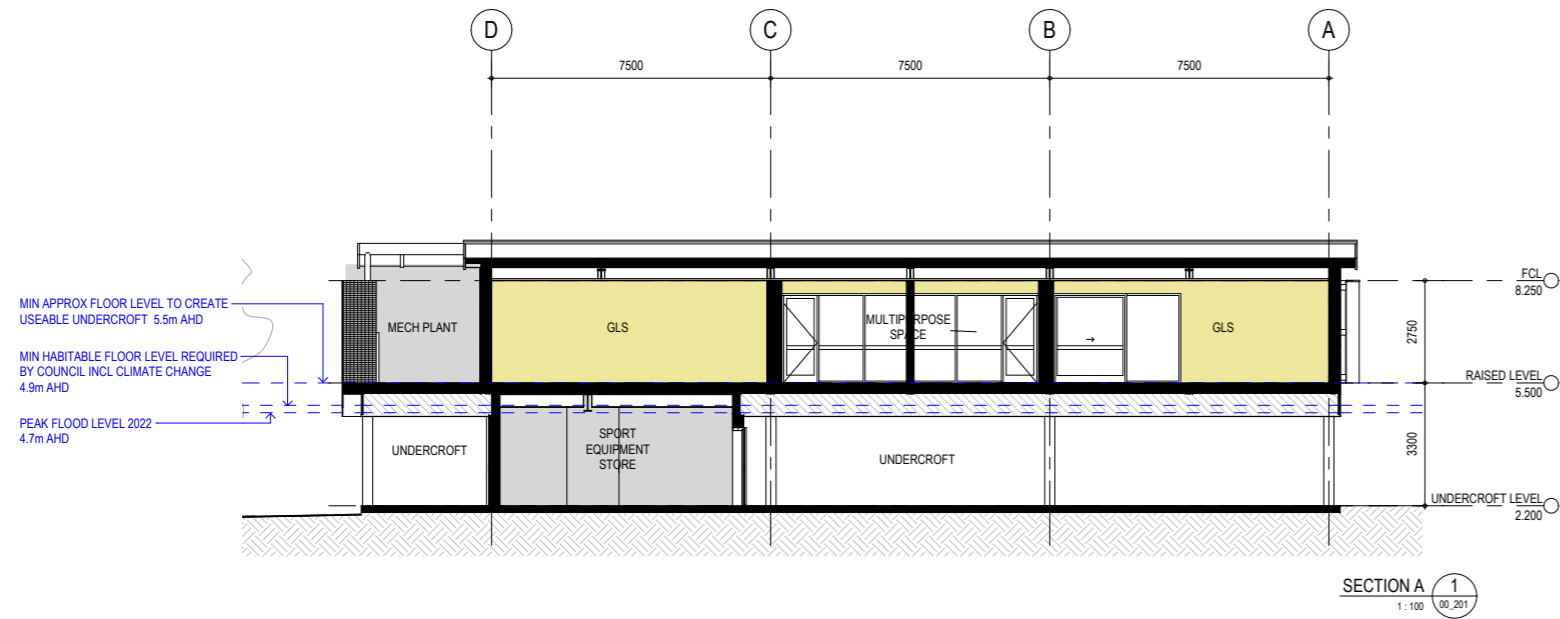 D
C
B
A
7500
7500
7500
FCL
8.250
MIN APPROX FLOOR LEVEL TO CREATE
USEABLE UNDERCROFT 5.5m AHD
MECH PLANT
GLS
MULTIPURPOSE
SPACE
GLS
2750
MIN HABITABLE FLOOR LEVEL REQUIRED
BY COUNCIL INCL CLIMATE CHANGE
4.9m AHD
RAISED LEVEL
5.500
PEAK FLOOD LEVEL 2022
4.7m AHD
UNDERCROFT
SPORT
EQUIPMENT
STORE
UNDERCROFT
3300
UNDERCROFT LEVEL
2.200
SECTION A
1
1 : 100
00_201